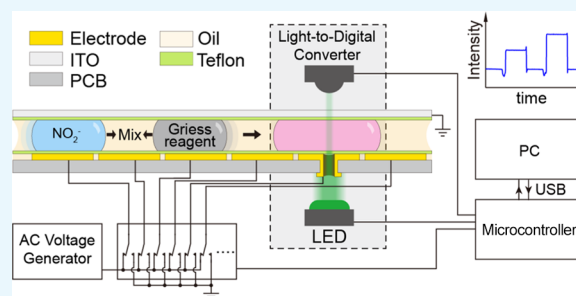 Electrode
Oil
ITO
Teflon
PCB
Light-to-Digital
Converter
Intensity
time
NO₂⁻
Mix
Griess
reagent
PC
USB
LED
AC Voltage
Generator
Microcontroller